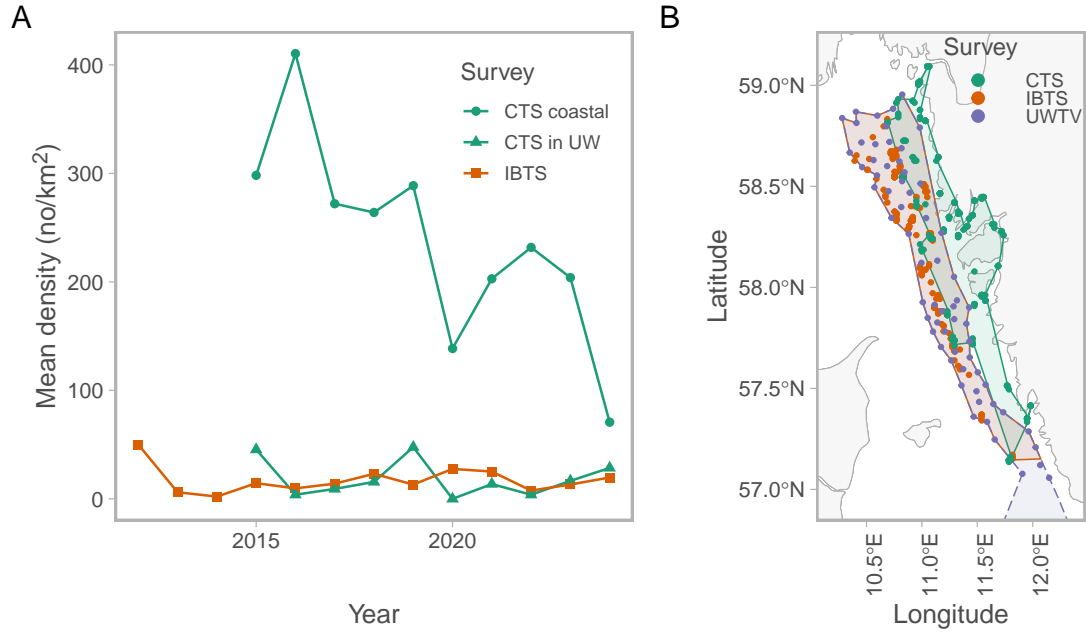 A
Mean density (no/km²)
400
300
200
100
0
2015
2020
Year
Survey
CTS coastal
CTS in UW
IBTS
B
Latitude
59.0°N
58.5°N
58.0°N
57.5°N
57.0°N
10.5°E
11.0°E
11.5°E
12.0°E
Longitude
Survey
CTS
IBTS
UWTV